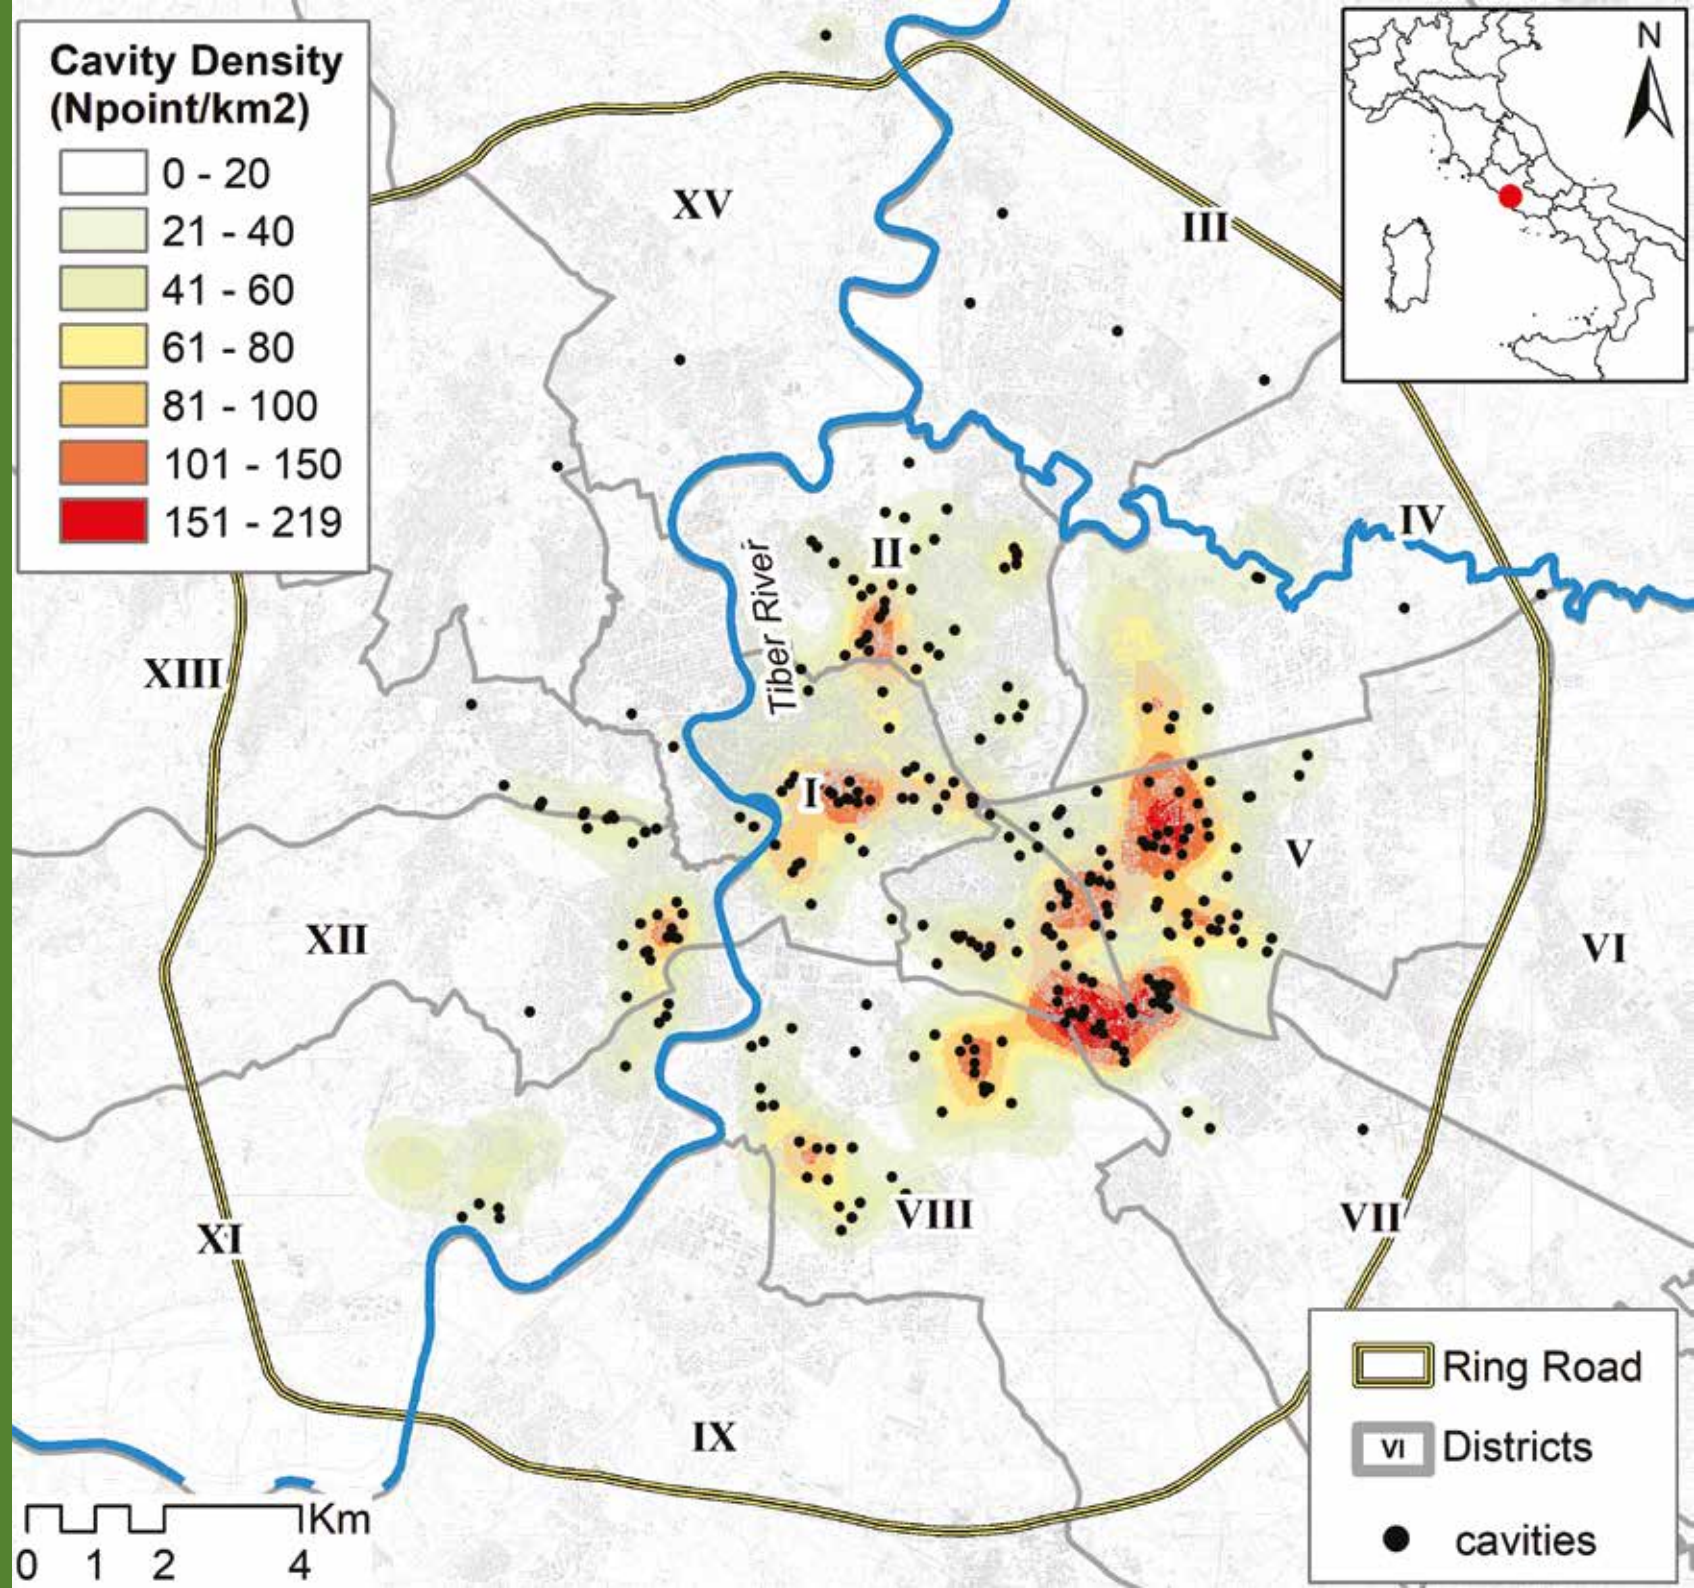 Cavity Density
(Npoint/km2)
0 - 20
21 - 40
41 - 60
61 - 80
81 - 100
101 - 150
151 - 219
N
XV
III
IV
II
Tiber River
XIII
I
V
XII
VI
VIII
VII
XI
IX
Ring Road
VI Districts
cavities
Km
0 1 2 4